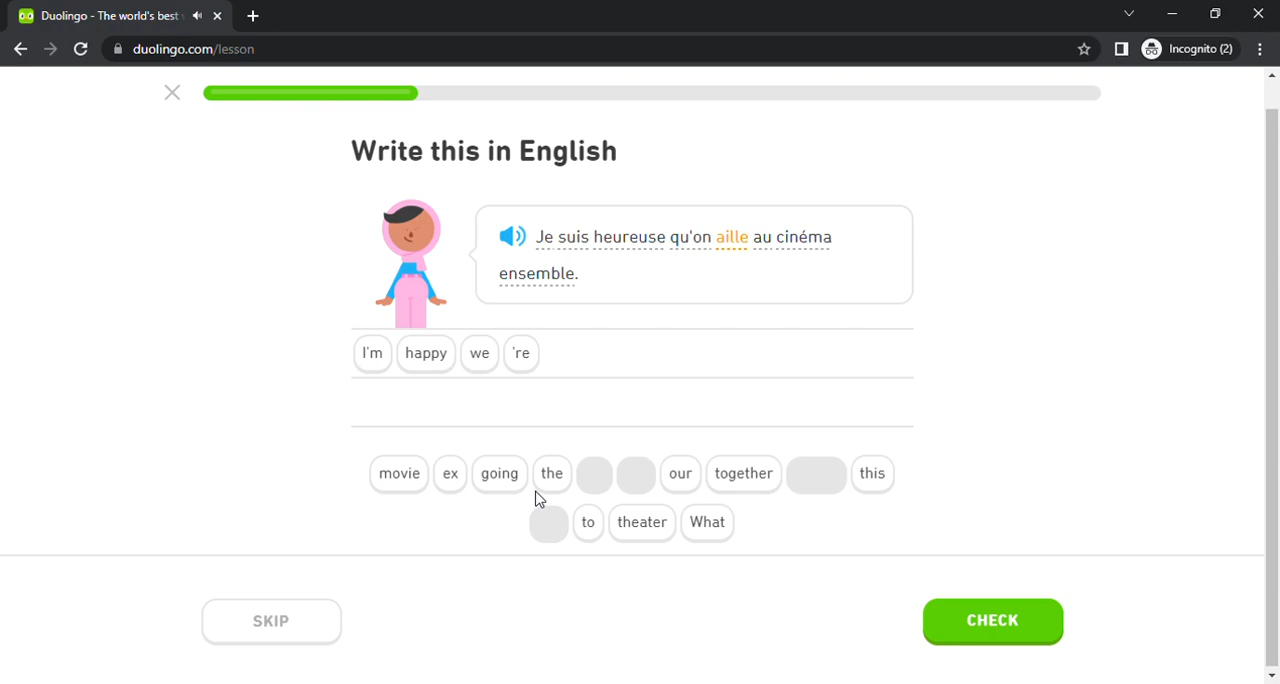 Duolingo - The world's best
duolingo.com/lesson
Incognito (2)
Write this in English
Je suis heureuse qu'on aille au cinéma
ensemble.
I'm happy we 're
movie ex going the our together this
to theater What
SKIP
CHECK